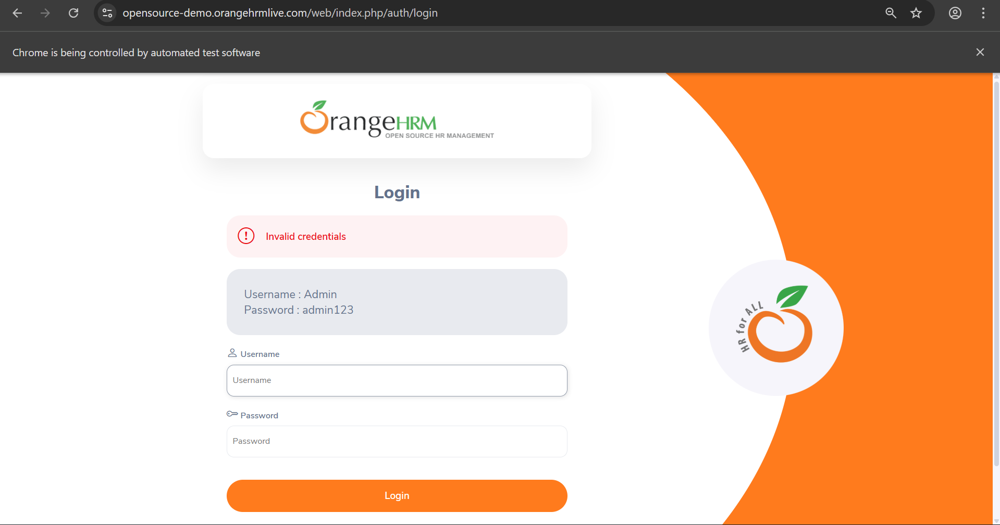 opensource-demo.orangehrmlive.com/web/index.php/auth/login
Chrome is being controlled by automated test software
OrangeHRM
OPEN SOURCE HR MANAGEMENT
Login
Invalid credentials
Username : Admin
Password : admin123
Username
Username
Password
Password
Login
HR for ALL